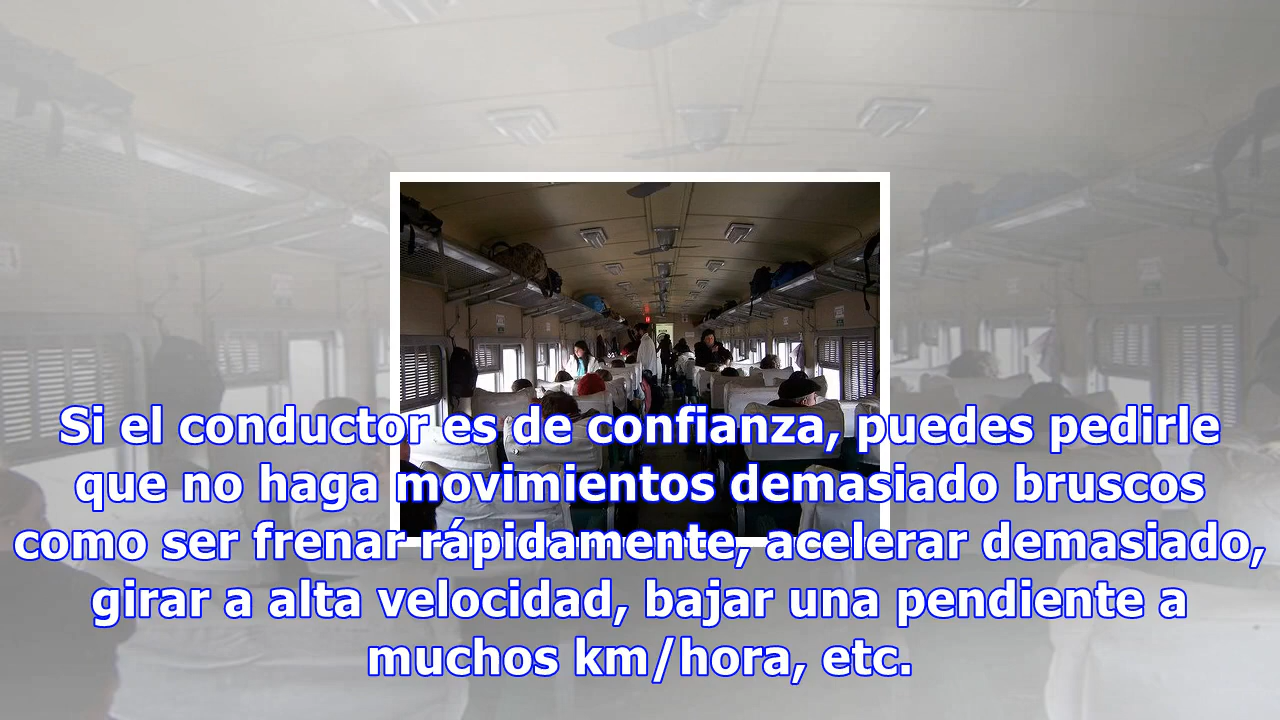 Si el conductor es de confianza, puedes pedirle
que no haga movimientos demasiado bruscos
como ser frenar rápidamente, acelerar demasiado,
girar a alta velocidad, bajar una pendiente a
muchos km/hora, etc.